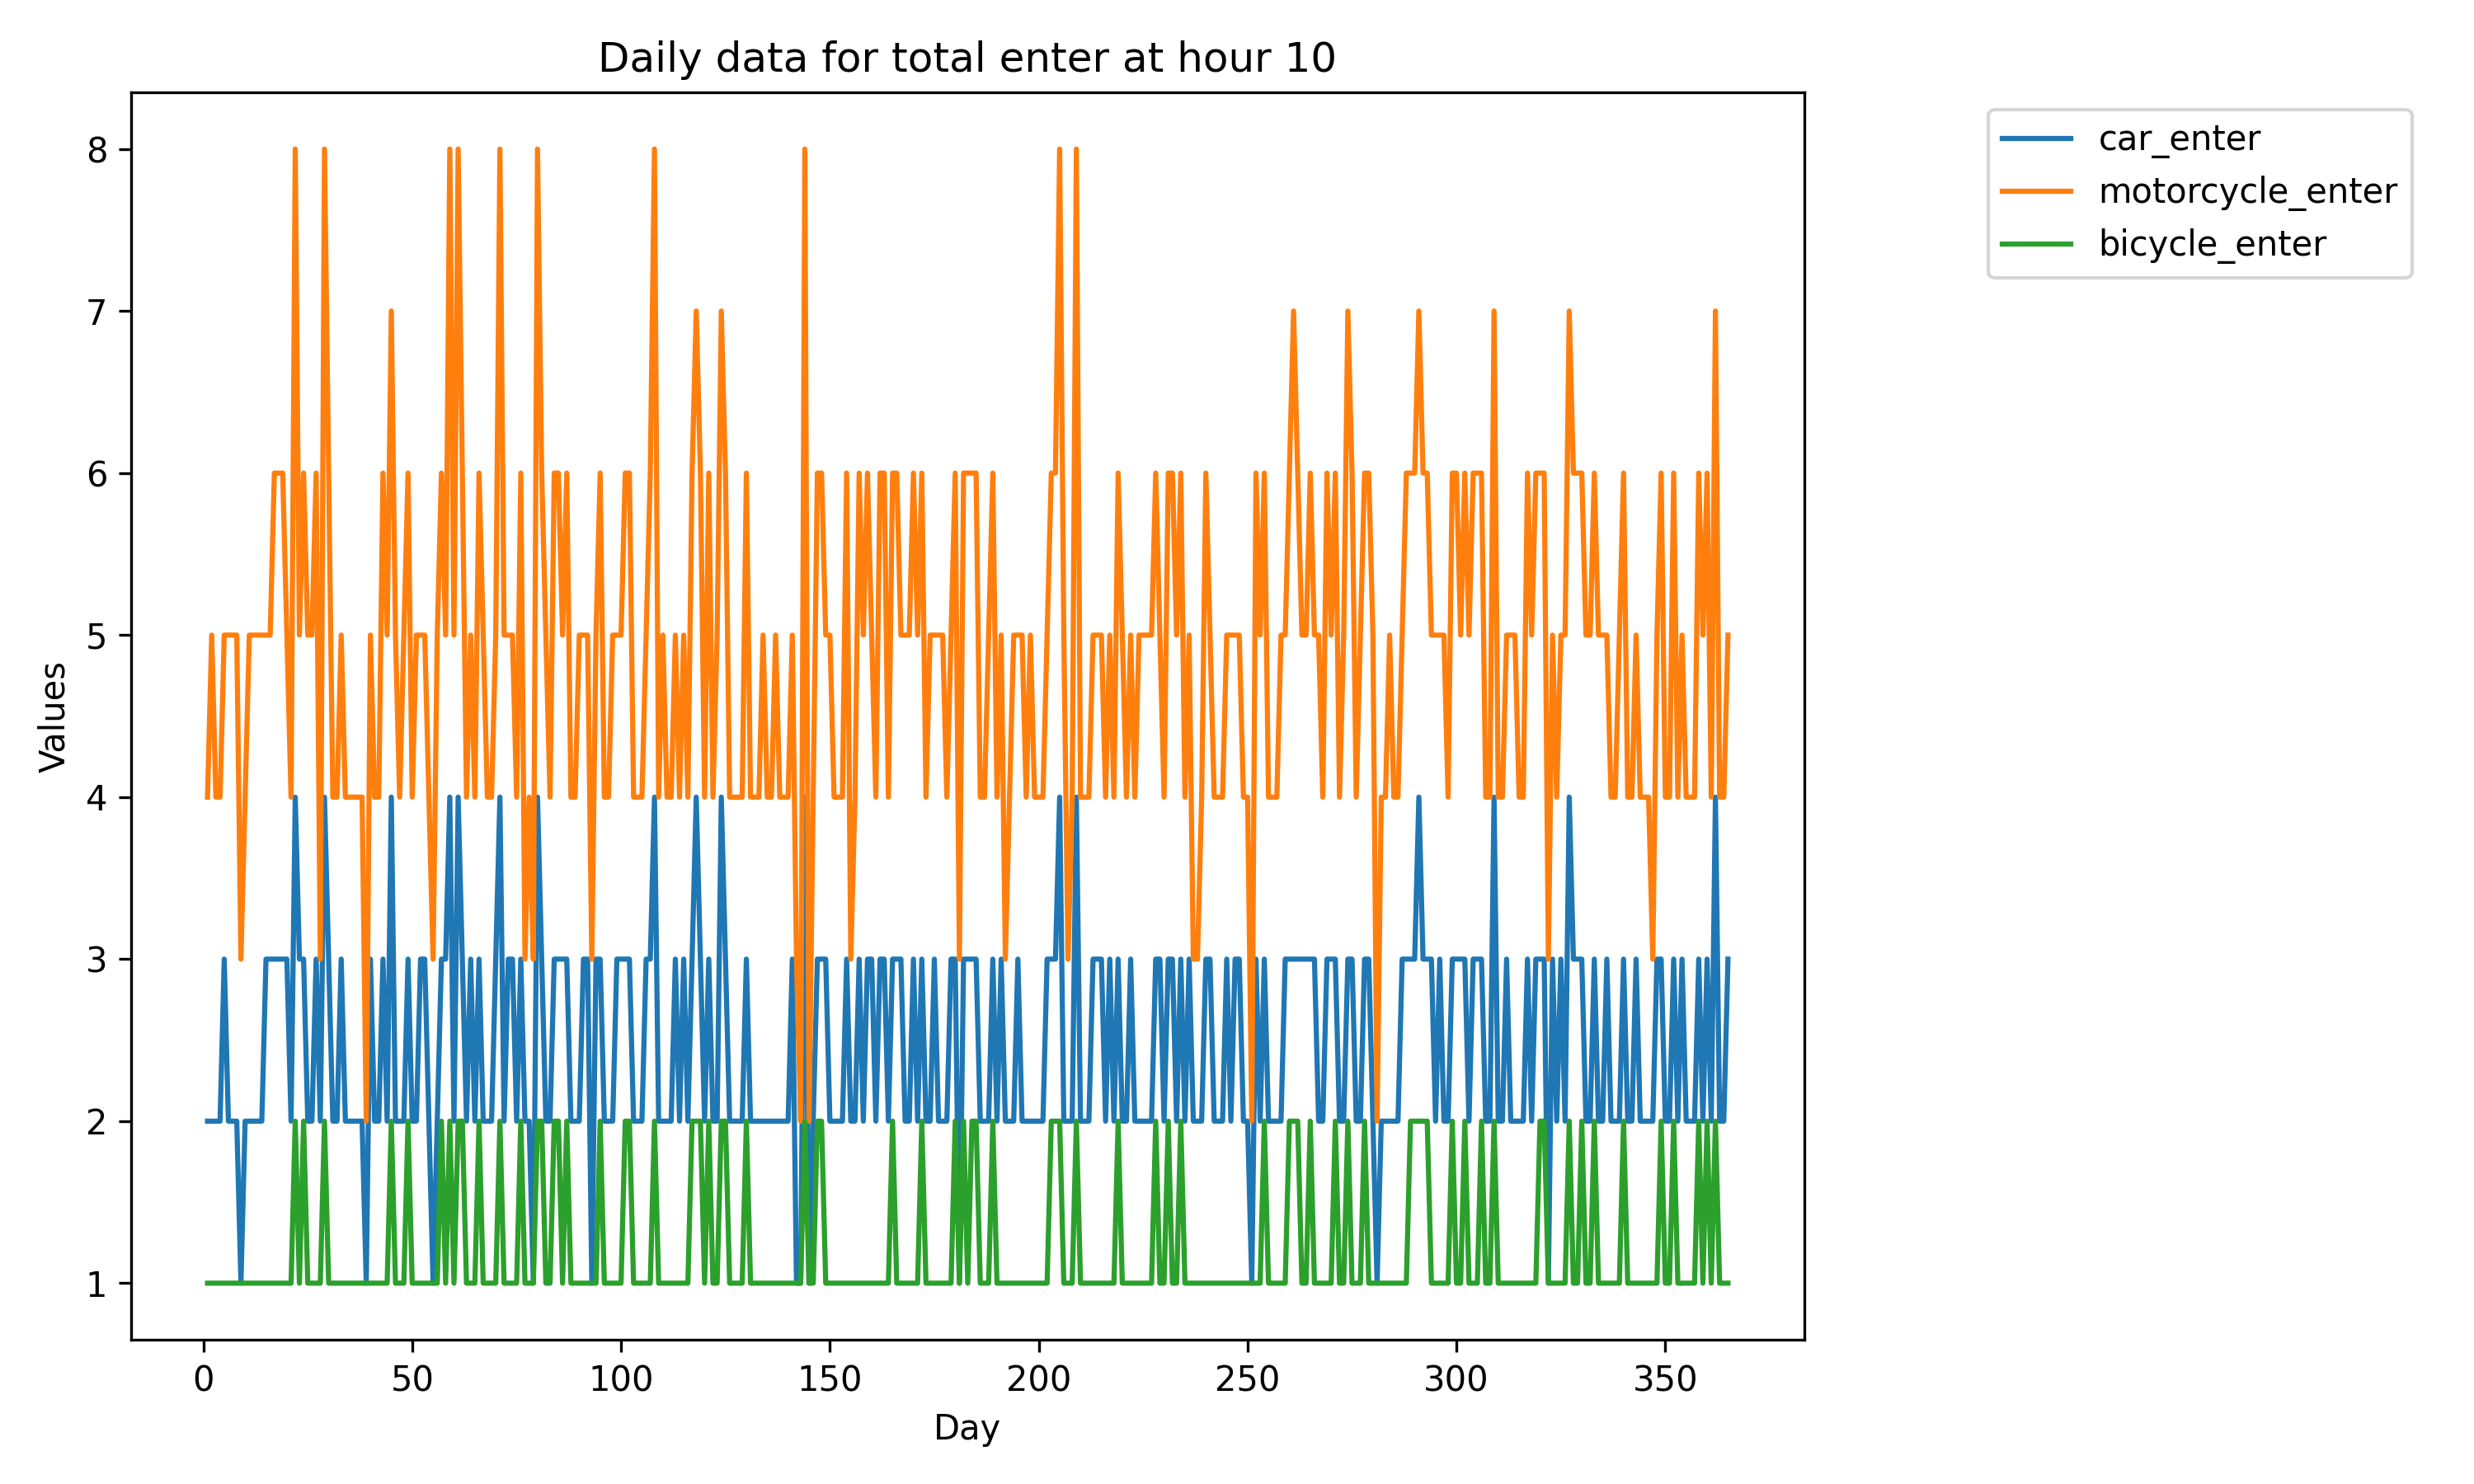 Daily data for total enter at hour 10
car_enter
motorcycle_enter
bicycle_enter
Values
8
7
6
5
4
3
2
1
0 50 100 150 200 250 300 350
Day